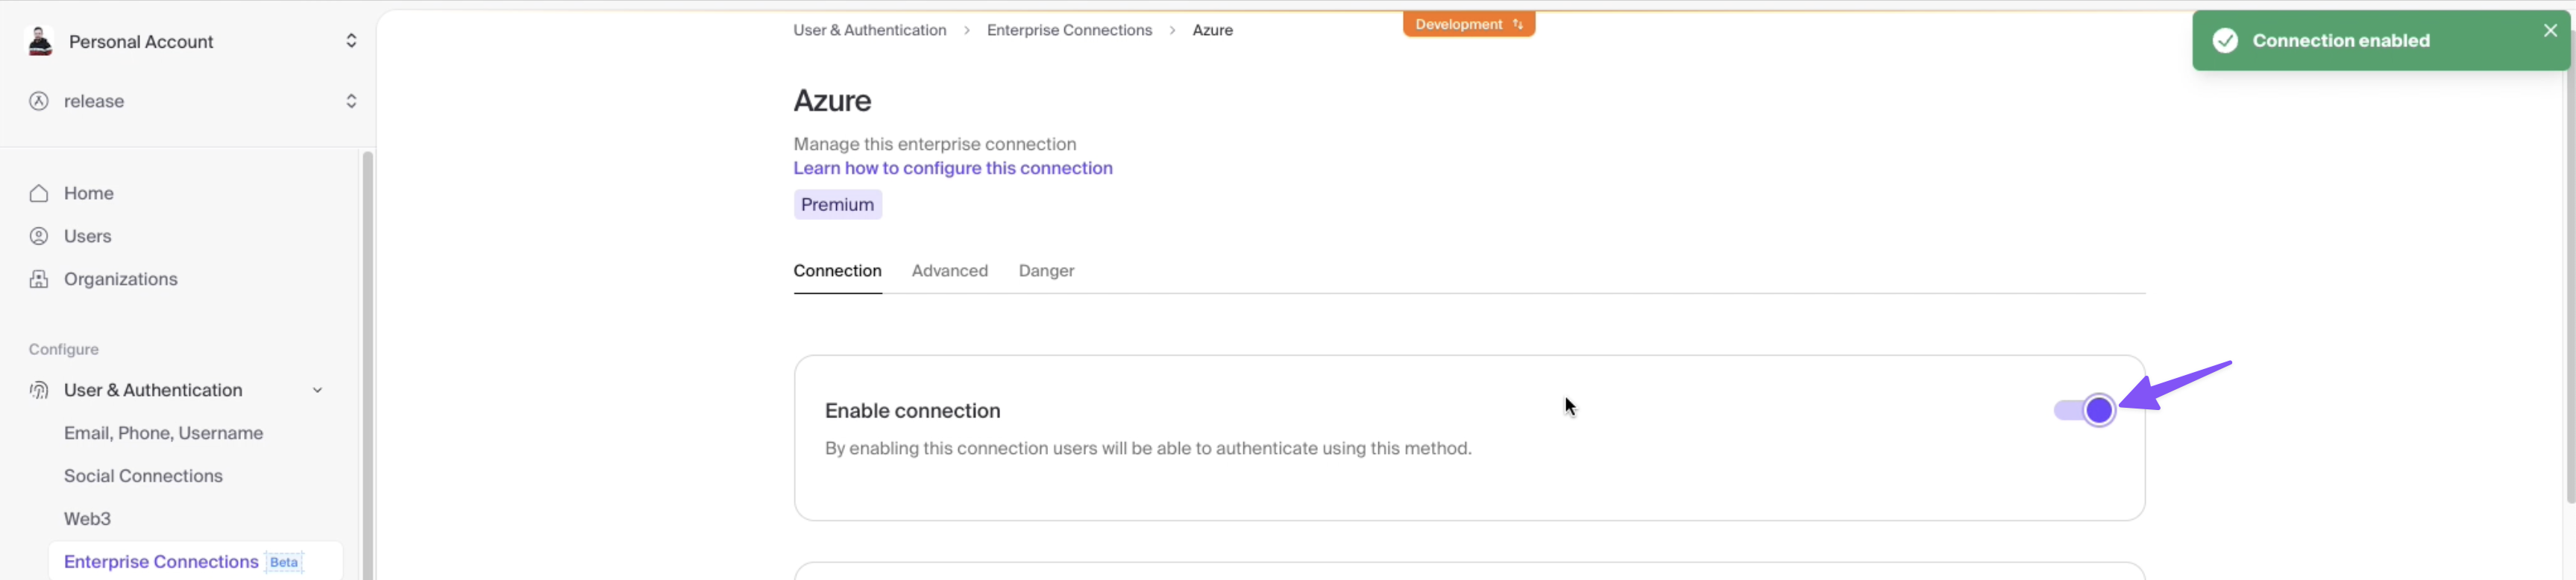 Personal Account
release
Home
Users
Organizations
Configure
User & Authentication
Email, Phone, Username
Social Connections
Web3
Enterprise Connections Beta
User & Authentication > Enterprise Connections > Azure
Development
Connection enabled
Azure
Manage this enterprise connection
Learn how to configure this connection
Premium
Connection Advanced Danger
Enable connection
By enabling this connection users will be able to authenticate using this method.